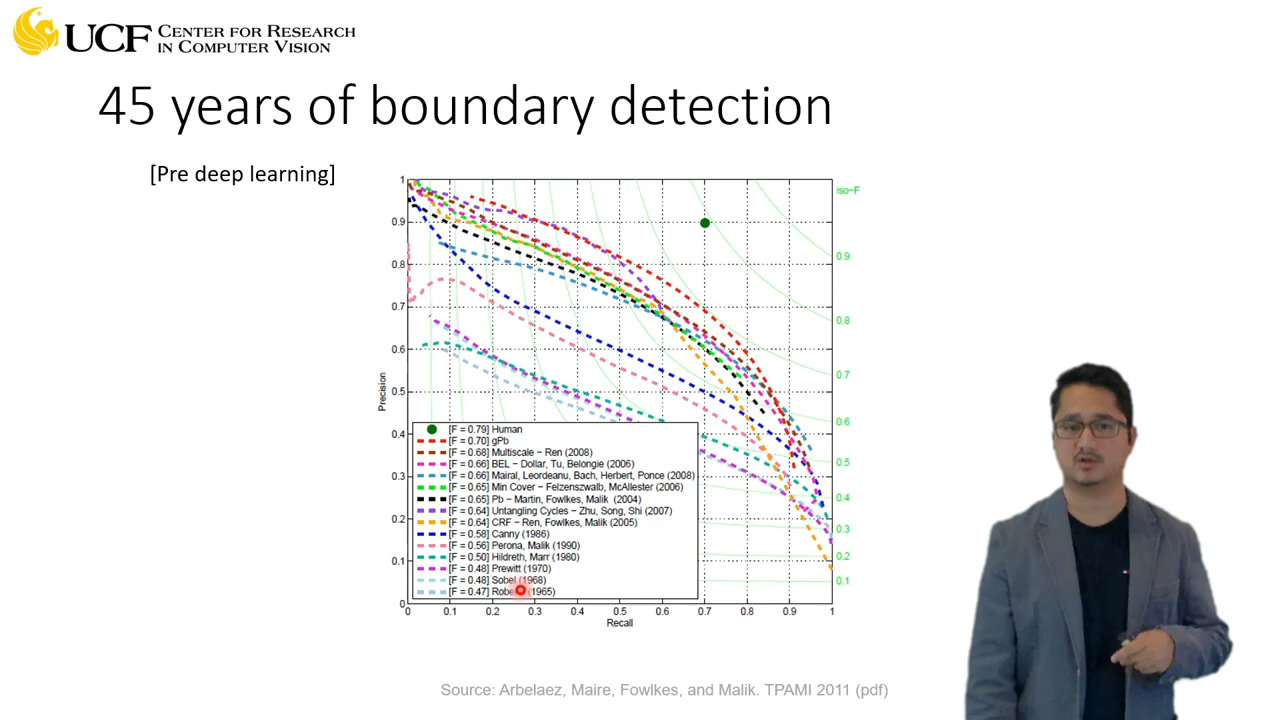 UCF CENTER FOR RESEARCH
IN COMPUTER VISION
45 years of boundary detection
[Pre deep learning]
iso-F
1
0.9
0.8
0.7
0.6
0.5
0.4
0.3
0.2
0.1
0
Precision
0.9
0.8
0.7
0.6
0.5
0.4
0.3
0.2
0.1
[F = 0.79] Human
[F = 0.70] gPb
[F = 0.68] Multiscale - Ren (2008)
[F = 0.66] BEL - Dollar, Tu, Belongie (2006)
[F = 0.66] Mairal, Leordeanu, Bach, Herbert, Ponce (2008)
[F = 0.65] Min Cover - Felzenszwalb, McAllester (2006)
[F = 0.65] Pb - Martin, Fowlkes, Malik (2004)
[F = 0.64] Untangling Cycles - Zhu, Song, Shi (2007)
[F = 0.64] CRF - Ren, Fowlkes, Malik (2005)
[F = 0.58] Canny (1986)
[F = 0.56] Perona, Malik (1990)
[F = 0.50] Hildreth, Marr (1980)
[F = 0.48] Prewitt (1970)
[F = 0.48] Sobel (1968)
[F = 0.47] (1965)
0 0.1 0.2 0.3 0.4 0.5 0.6 0.7 0.8 0.9 1
Recall
Source: Arbelaez, Maire, Fowlkes, and Malik. TPAMI 2011 (pdf)